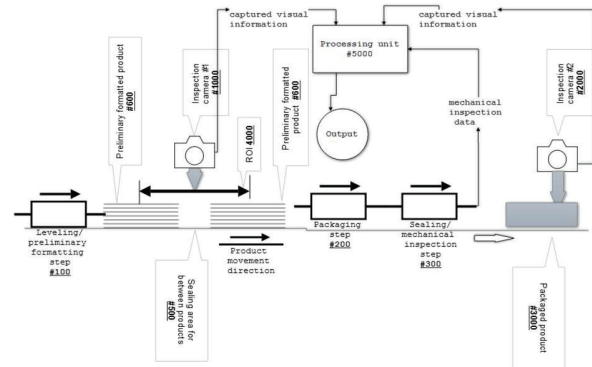 captured visual
information
captured visual
information
Processing unit
#5000
Preliminary formatted product
#600
Inspection
camera #1
#1000
ROI 4000
Preliminary formatted
product #600
Output
mechanical
inspection
data
Inspection
camera #2
#2000
Leveling/
preliminary
formatting
step
#100
Sealing area for
between products
#500
Product
movement
direction
Packaging
step
#200
Sealing/
mechanical
inspection
step
#300
Packaged product
#3000